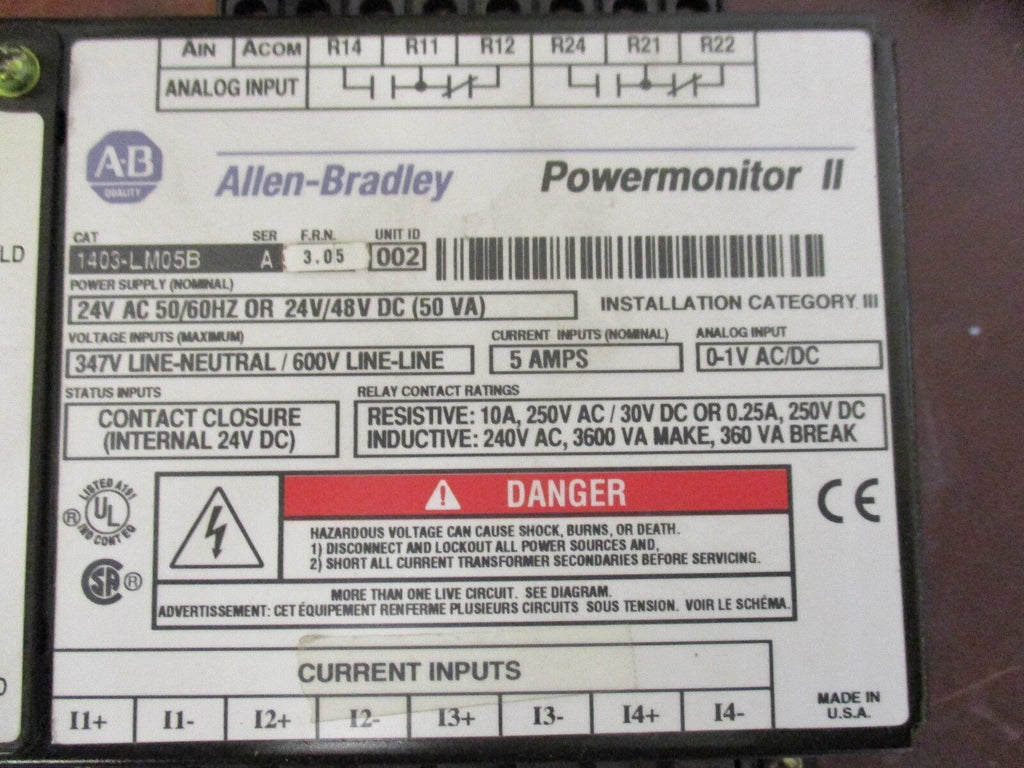 AIN ACOM R14 R11 R12 R24 R21 R22
ANALOG INPUT
A-B
QUALITY
Allen-Bradley Powermonitor II
CAT SER F.R.N. UNIT ID
1403-LM05B A 3.05 002
POWER SUPPLY (NOMINAL)
24V AC 50/60HZ OR 24V/48V DC (50 VA) INSTALLATION CATEGORY III
VOLTAGE INPUTS (MAXIMUM) CURRENT INPUTS (NOMINAL) ANALOG INPUT
347V LINE-NEUTRAL / 600V LINE-LINE 5 AMPS 0-1V AC/DC
STATUS INPUTS RELAY CONTACT RATINGS
CONTACT CLOSURE
(INTERNAL 24V DC)
RESISTIVE: 10A, 250V AC / 30V DC OR 0.25A, 250V DC
INDUCTIVE: 240V AC, 3600 VA MAKE, 360 VA BREAK
LD
LISTED A191
UL
®
IND CONT EQ
SA ®
DANGER
HAZARDOUS VOLTAGE CAN CAUSE SHOCK, BURNS, OR DEATH.
1) DISCONNECT AND LOCKOUT ALL POWER SOURCES AND,
2) SHORT ALL CURRENT TRANSFORMER SECONDARIES BEFORE SERVICING.
MORE THAN ONE LIVE CIRCUIT. SEE DIAGRAM.
ADVERTISSEMENT: CET ÉQUIPEMENT RENFERME PLUSIEURS CIRCUITS SOUS TENSION. VOIR LE SCHÉMA.
CE
CURRENT INPUTS
I1+ I1- I2+ I2- I3+ I3- I4+ I4-
MADE IN
U.S.A.